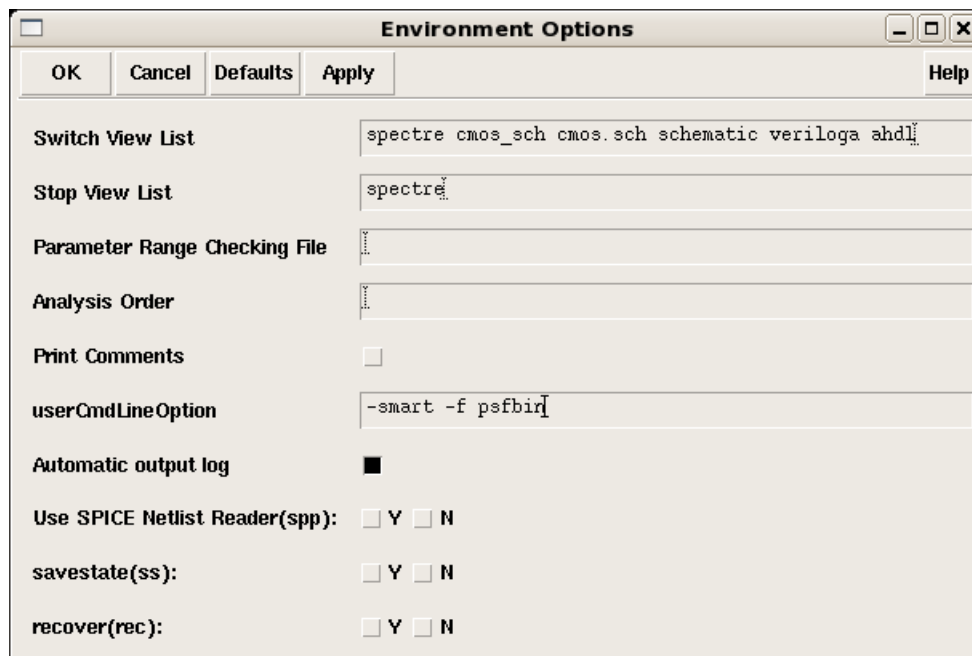 Environment Options
OK Cancel Defaults Apply Help
Switch View List spectre cmos_sch cmos.sch schematic veriloga ahdl
Stop View List spectre
Parameter Range Checking File
Analysis Order
Print Comments
userCmdLineOption -smart -f psfbin
Automatic output log
Use SPICE Netlist Reader(spp): Y N
savestate(ss): Y N
recover(rec): Y N